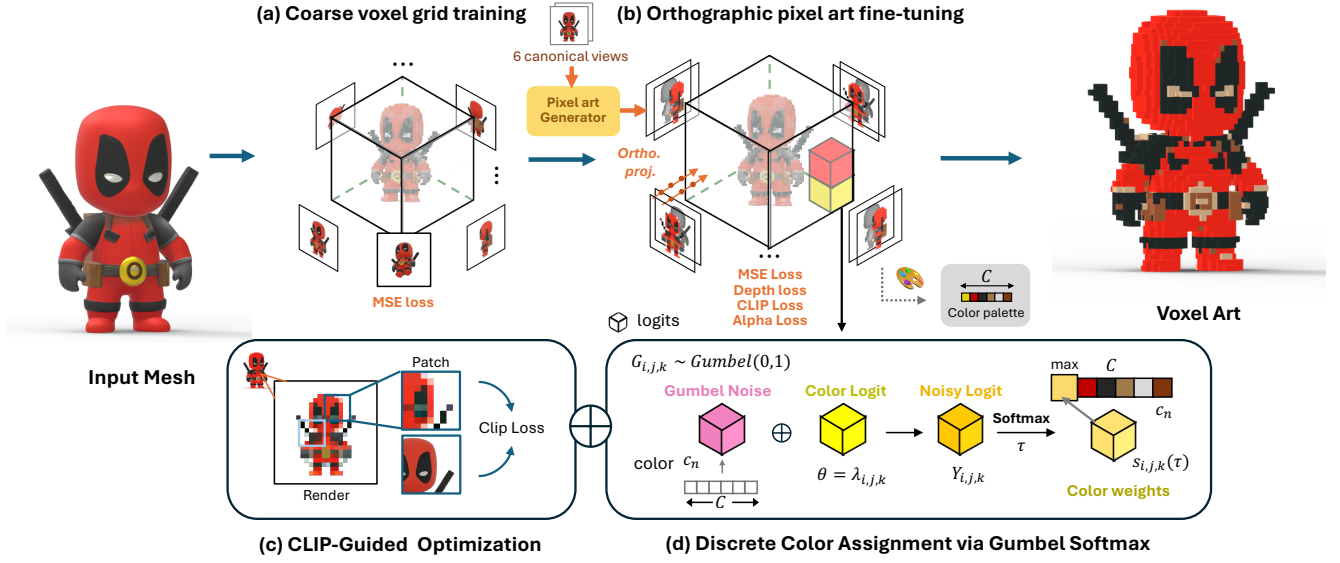 (a) Coarse voxel grid training
(b) Orthographic pixel art fine-tuning
6 canonical views
Pixel art
Generator
Ortho.
proj.
...
...
...
MSE loss
MSE Loss
Depth loss
CLIP Loss
Alpha Loss
C
Color palette
Input Mesh
Voxel Art
logits
Patch
Clip Loss
Render
(c) CLIP-Guided Optimization
G_{i,j,k} ~ Gumbel(0,1)
Gumbel Noise
Color Logit
Noisy Logit
Softmax
τ
max
C
c_n
color
c_n
C
θ = λ_{i,j,k}
Y_{i,j,k}
s_{i,j,k}(τ)
Color weights
(d) Discrete Color Assignment via Gumbel Softmax